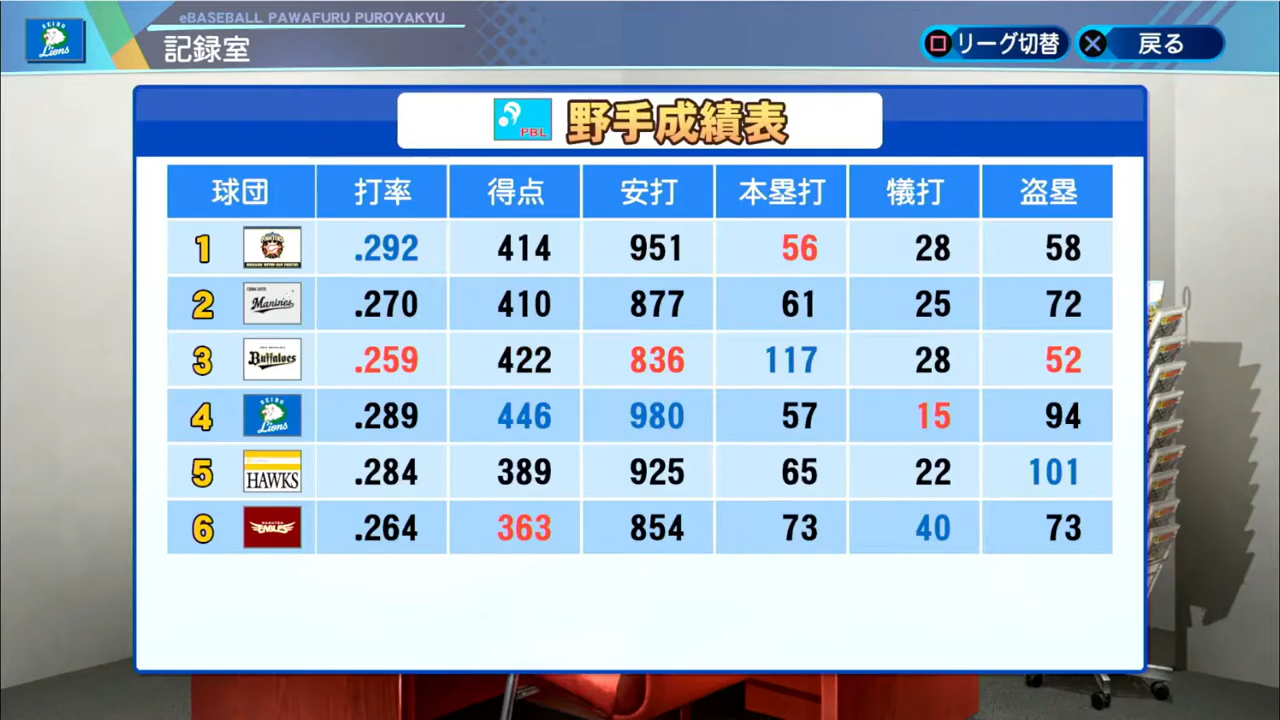 eBASEBALL PAWAFURU PUROYAKYU
SEIBU Lions
記録室
リーグ切替 戻る
PBL 野手成績表
球団 打率 得点 安打 本塁打 犠打 盗塁
1 FIGHTERS .292 414 951 56 28 58
2 Marines .270 410 877 61 25 72
3 Buffaloes .259 422 836 117 28 52
4 SEIBU Lions .289 446 980 57 15 94
5 HAWKS .284 389 925 65 22 101
6 EAGLES .264 363 854 73 40 73